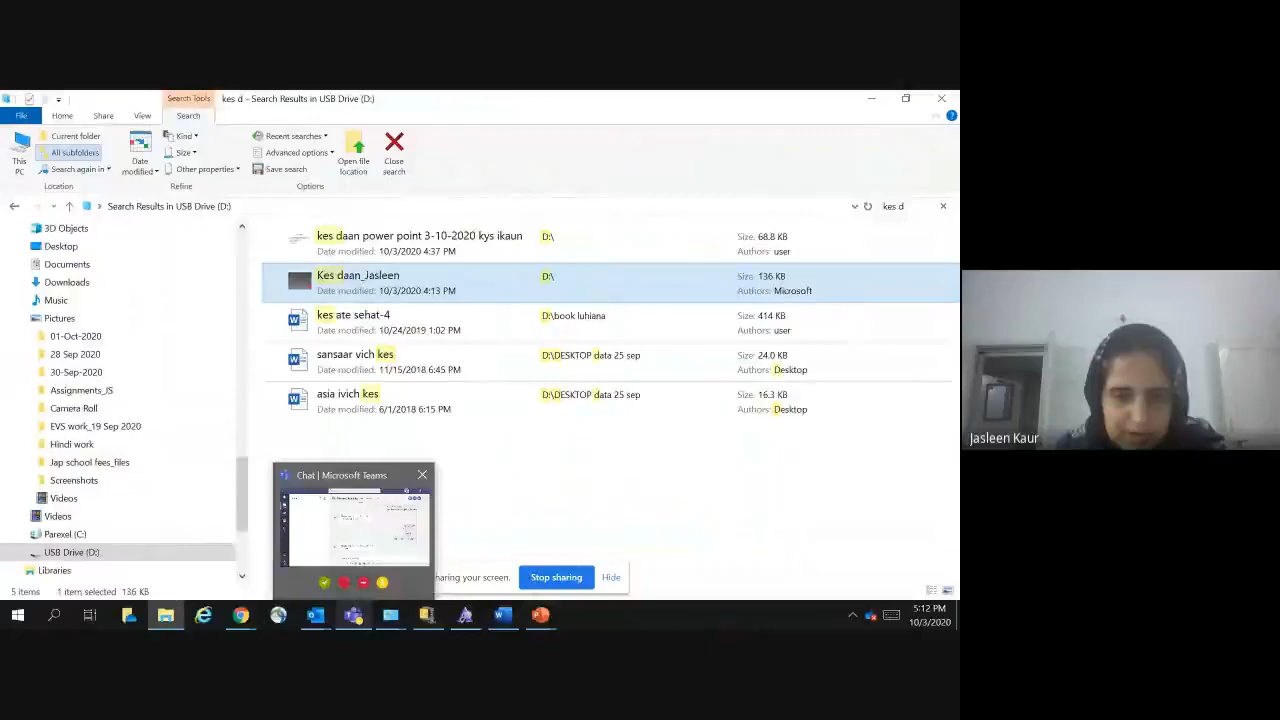 Search Tools
kes d - Search Results in USB Drive (D:)
File
Home
Share
View
Search
This PC
Current folder
All subfolders
Search again in
Location
Date modified
Kind
Size
Other properties
Refine
Recent searches
Advanced options
Save search
Options
Open file location
Close search
Search Results in USB Drive (D:)
kes d
3D Objects
Desktop
Documents
Downloads
Music
Pictures
01-Oct-2020
28 Sep 2020
30-Sep-2020
Assignments_JS
Camera Roll
EVS work_19 Sep 2020
Hindi work
Jap school fees_files
Screenshots
Videos
Videos
Parexel (C:)
USB Drive (D:)
Libraries
kes daan power point 3-10-2020 kys ikaun
Date modified: 10/3/2020 4:37 PM
D:\
Size: 68.8 KB
Authors: user
Kes daan_Jasleen
Date modified: 10/3/2020 4:13 PM
D:\
Size: 136 KB
Authors: Microsoft
kes ate sehat-4
Date modified: 10/24/2019 1:02 PM
D:\book luhiana
Size: 414 KB
Authors: user
sansaar vich kes
Date modified: 11/15/2018 6:45 PM
D:\DESKTOP data 25 sep
Size: 24.0 KB
Authors: Desktop
asia ivich kes
Date modified: 6/1/2018 6:15 PM
D:\DESKTOP data 25 sep
Size: 16.3 KB
Authors: Desktop
Chat | Microsoft Teams
haring your screen.
Stop sharing
Hide
5 items
1 item selected 136 KB
5:12 PM
10/3/2020
Jasleen Kaur